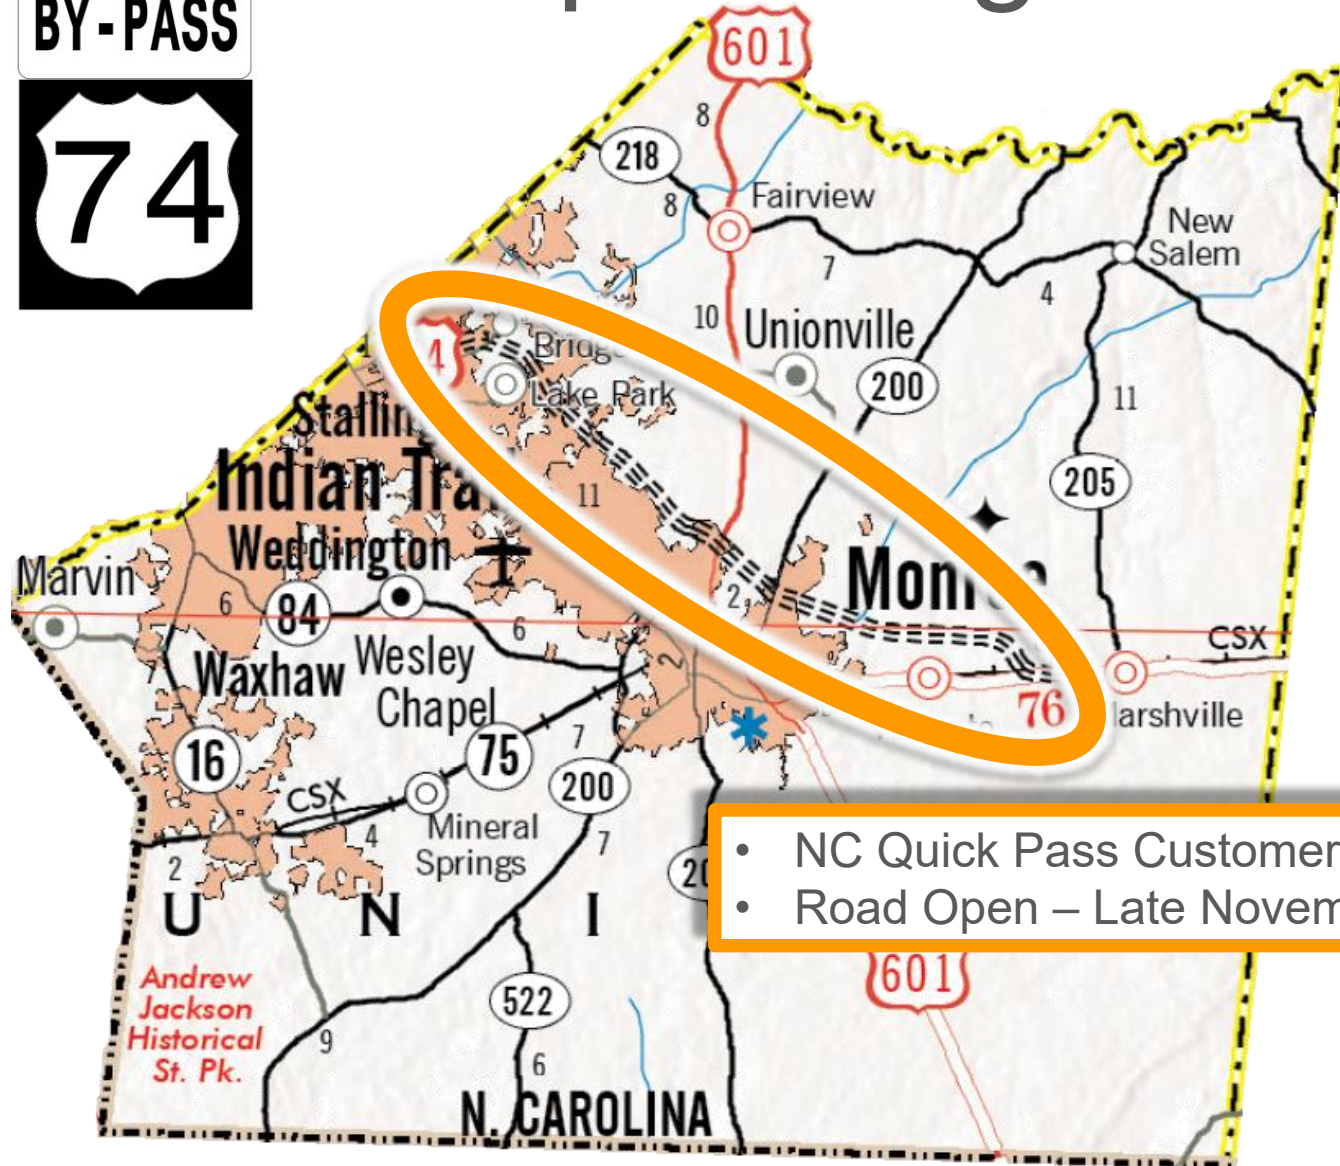 BY-PASS
74
601
8
218
8
Fairview
New
Salem
7
4
10
Unionville
200
11
205
4
Lake Park
11
Indian
Weddington
Marvin
6
84
6
2
2
CSX
Waxhaw
Wesley
Chapel
76
16
75
7
200
CSX
4
Mineral
Springs
7
2
• NC Quick Pass Customer
• Road Open – Late
U N I
601
Andrew
Jackson
Historical
St. Pk.
522
9
6
N. CAROLINA